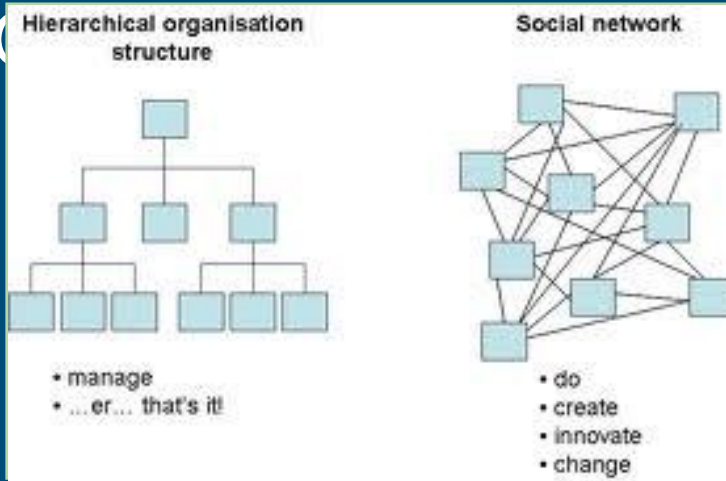 Hierarchical organisation
structure
• manage
• ...er... that's it!
Social network
• do
• create
• innovate
• change